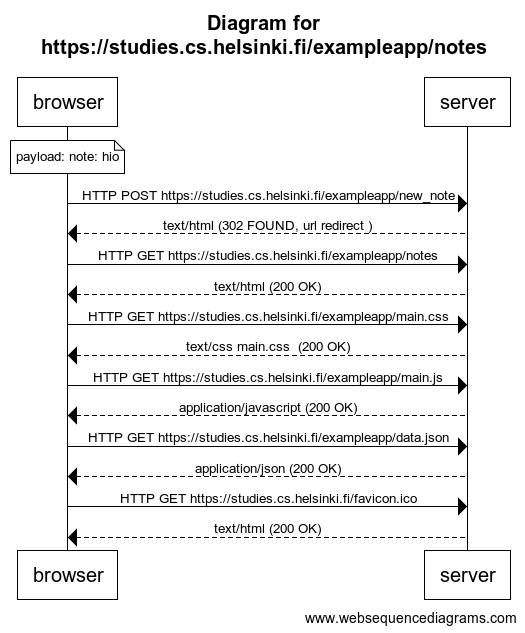 Diagram for
https://studies.cs.helsinki.fi/exampleapp/notes
browser server
payload: note: hio
HTTP POST https://studies.cs.helsinki.fi/exampleapp/new_note
text/html (302 FOUND, url redirect )
HTTP GET https://studies.cs.helsinki.fi/exampleapp/notes
text/html (200 OK)
HTTP GET https://studies.cs.helsinki.fi/exampleapp/main.css
text/css main.css  (200 OK)
HTTP GET https://studies.cs.helsinki.fi/exampleapp/main.js
application/javascript (200 OK)
HTTP GET https://studies.cs.helsinki.fi/exampleapp/data.json
application/json (200 OK)
HTTP GET https://studies.cs.helsinki.fi/favicon.ico
text/html (200 OK)
browser server
www.websequencediagrams.com